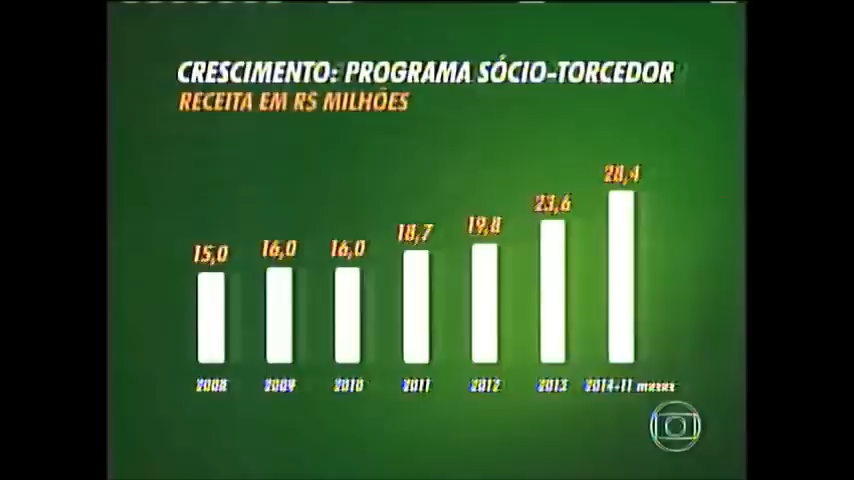 CRESCIMENTO: PROGRAMA SÓCIO-TORCEDOR
RECEITA EM R$ MILHÕES
15,0 16,0 16,0 18,7 19,8 23,6 28,4
2008 2009 2010 2011 2012 2013 2014-11 meses